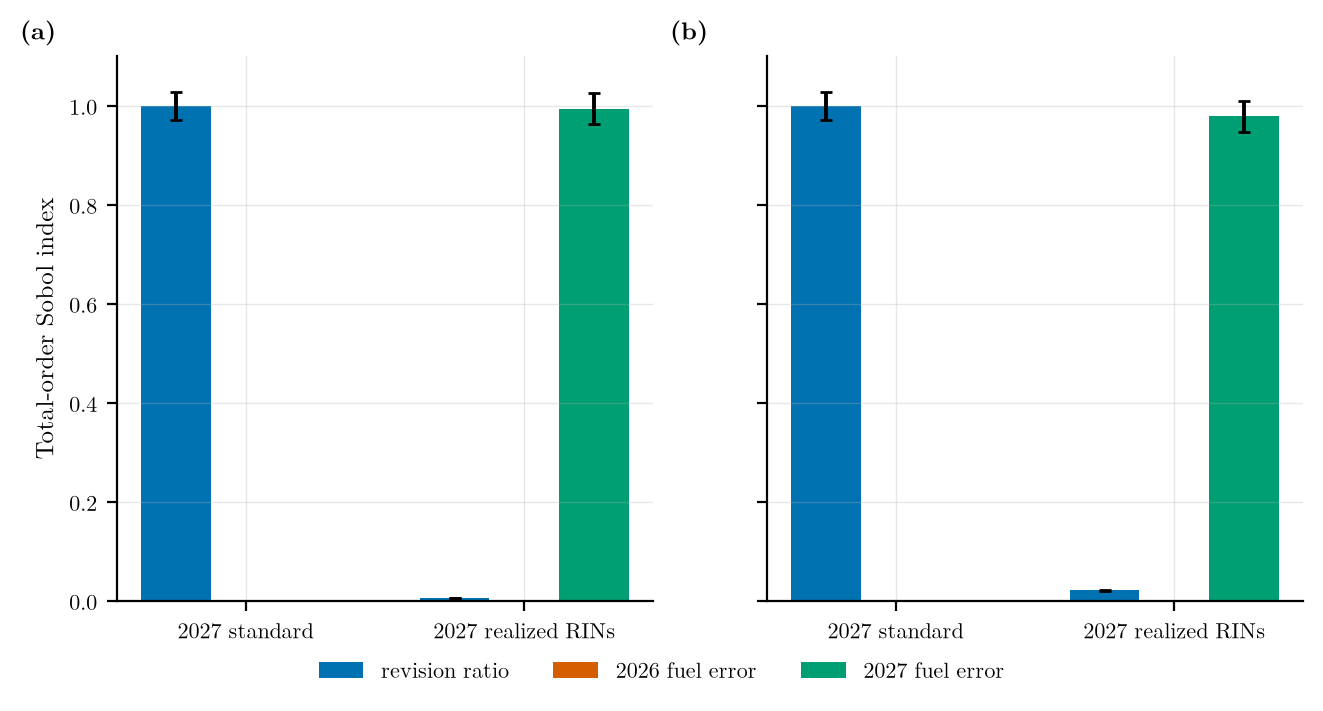 (a)
(b)
Total-order Sobol index
1.0
0.8
0.6
0.4
0.2
0.0
2027 standard
2027 realized RINs
2027 standard
2027 realized RINs
revision ratio
2026 fuel error
2027 fuel error